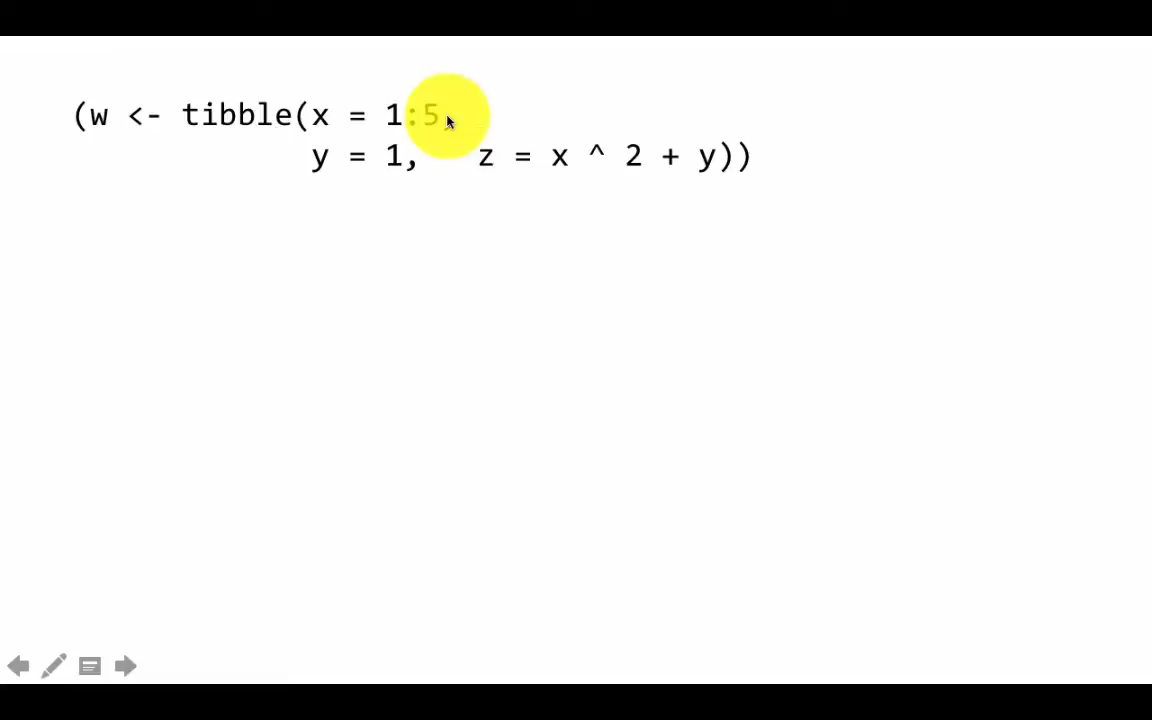 (w <- tibble(x = 1:5,
y = 1,   z = x ^ 2 + y))